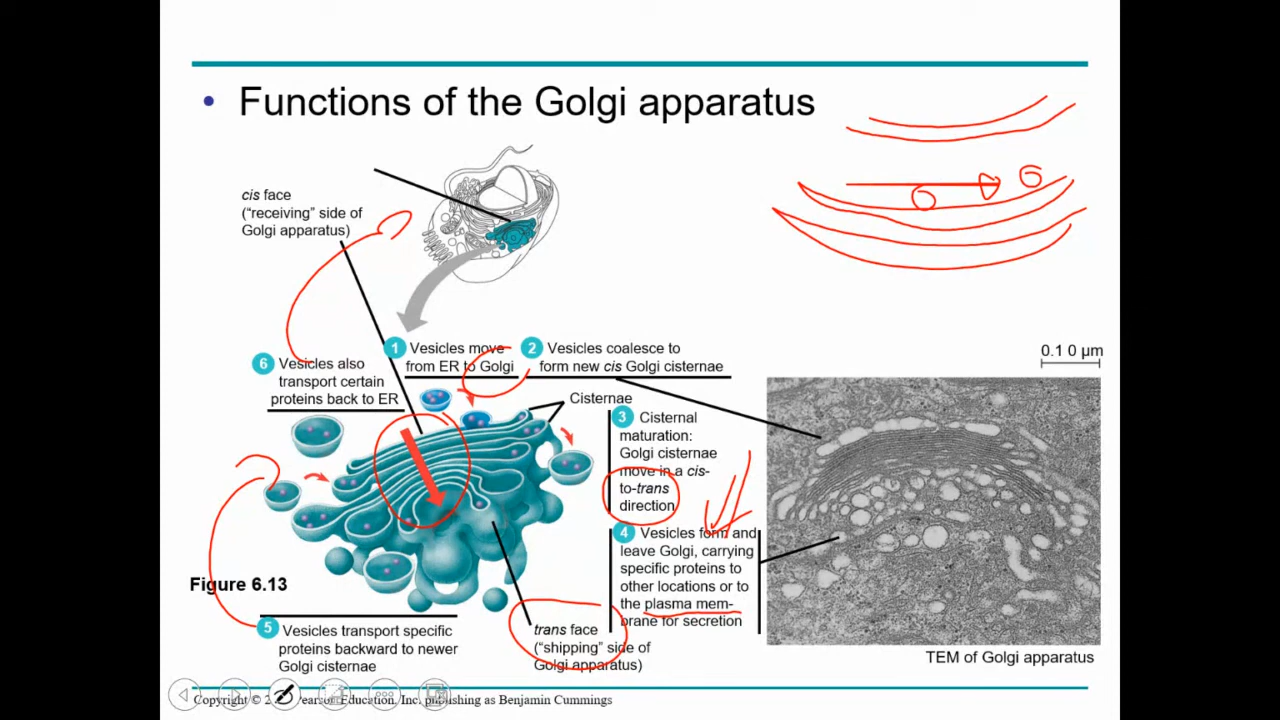 • Functions of the Golgi apparatus
cis face
(“receiving” side of
Golgi apparatus)
1 Vesicles move
from ER to Golgi
2 Vesicles coalesce to
form new cis Golgi cisternae
0.1 0 µm
6 Vesicles also
transport certain
proteins back to ER
Cisternae
3 Cisternal
maturation:
Golgi cisternae
move in a cis-
to-trans
direction
4 Vesicles form and
leave Golgi, carrying
specific proteins to
other locations or to
the plasma mem-
brane for secretion
Figure 6.13
5 Vesicles transport specific
proteins backward to newer
Golgi cisternae
trans face
(“shipping” side of
Golgi apparatus)
TEM of Golgi apparatus
Copyright © Pearson Education, Inc. publishing as Benjamin Cummings